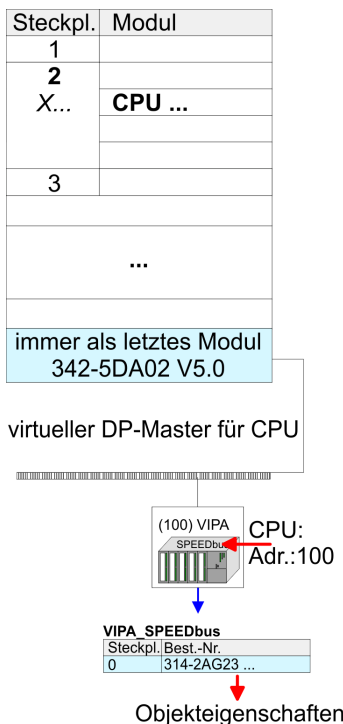 Steckpl. Modul
1
2
X... CPU ...
3
...
immer als letztes Modul
342-5DA02 V5.0
virtueller DP-Master für CPU
(100) VIPA
SPEEDbus
CPU:
Adr.:100
VIPA_SPEEDbus
Steckpl. Best.-Nr.
0 314-2AG23 ...
Objekteigenschaften